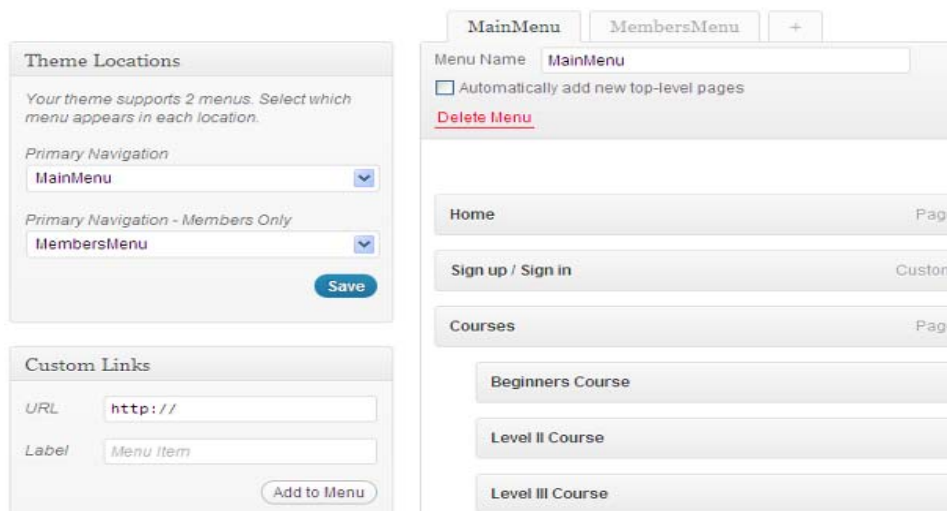 Theme Locations
Your theme supports 2 menus. Select which
menu appears in each location.
Primary Navigation
MainMenu
Primary Navigation - Members Only
MembersMenu
Save
Custom Links
URL http://
Label Menu Item
Add to Menu
MainMenu MembersMenu +
Menu Name MainMenu
Automatically add new top-level pages
Delete Menu
Home Pag
Sign up / Sign in Custom
Courses Pag
Beginners Course
Level II Course
Level III Course